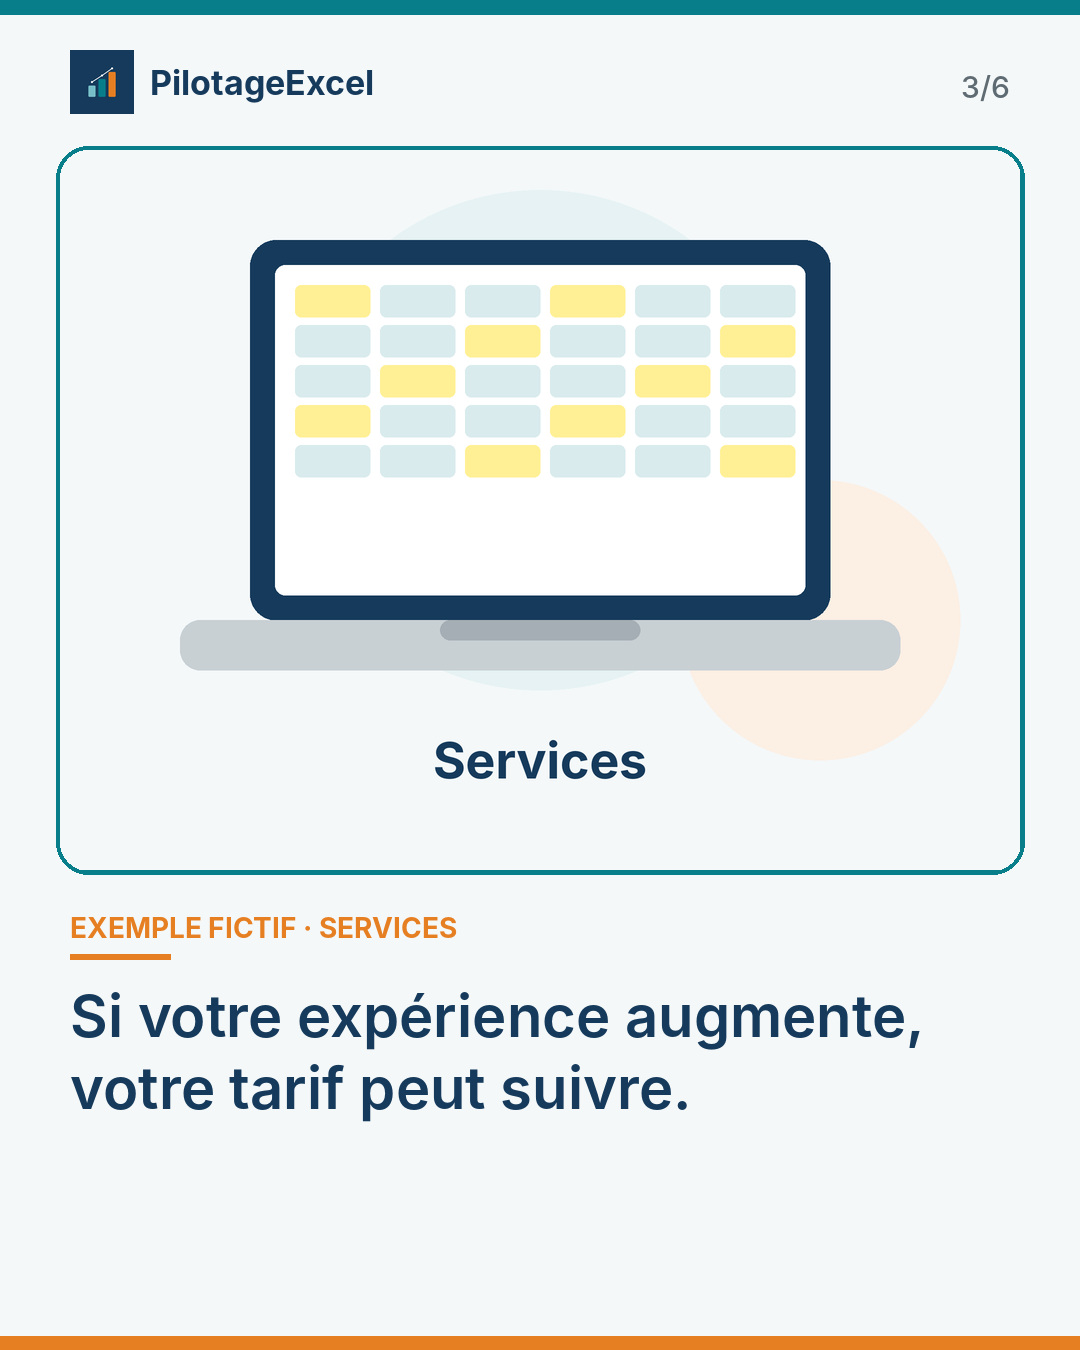 PilotageExcel
3/6
Services
EXEMPLE FICTIF · SERVICES
Si votre expérience augmente,
votre tarif peut suivre.